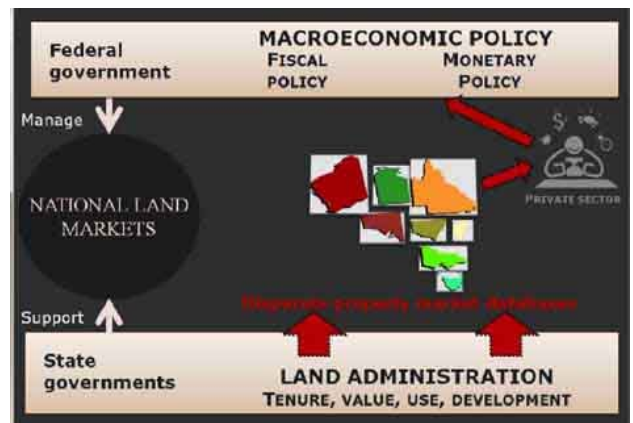 Federal
government
MACROECONOMIC POLICY
FISCAL
POLICY
MONETARY
POLICY
Manage
NATIONAL LAND
MARKETS
$
PRIVATE SECTOR
Disparate property market databases
Support
State
governments
LAND ADMINISTRATION
TENURE, VALUE, USE, DEVELOPMENT